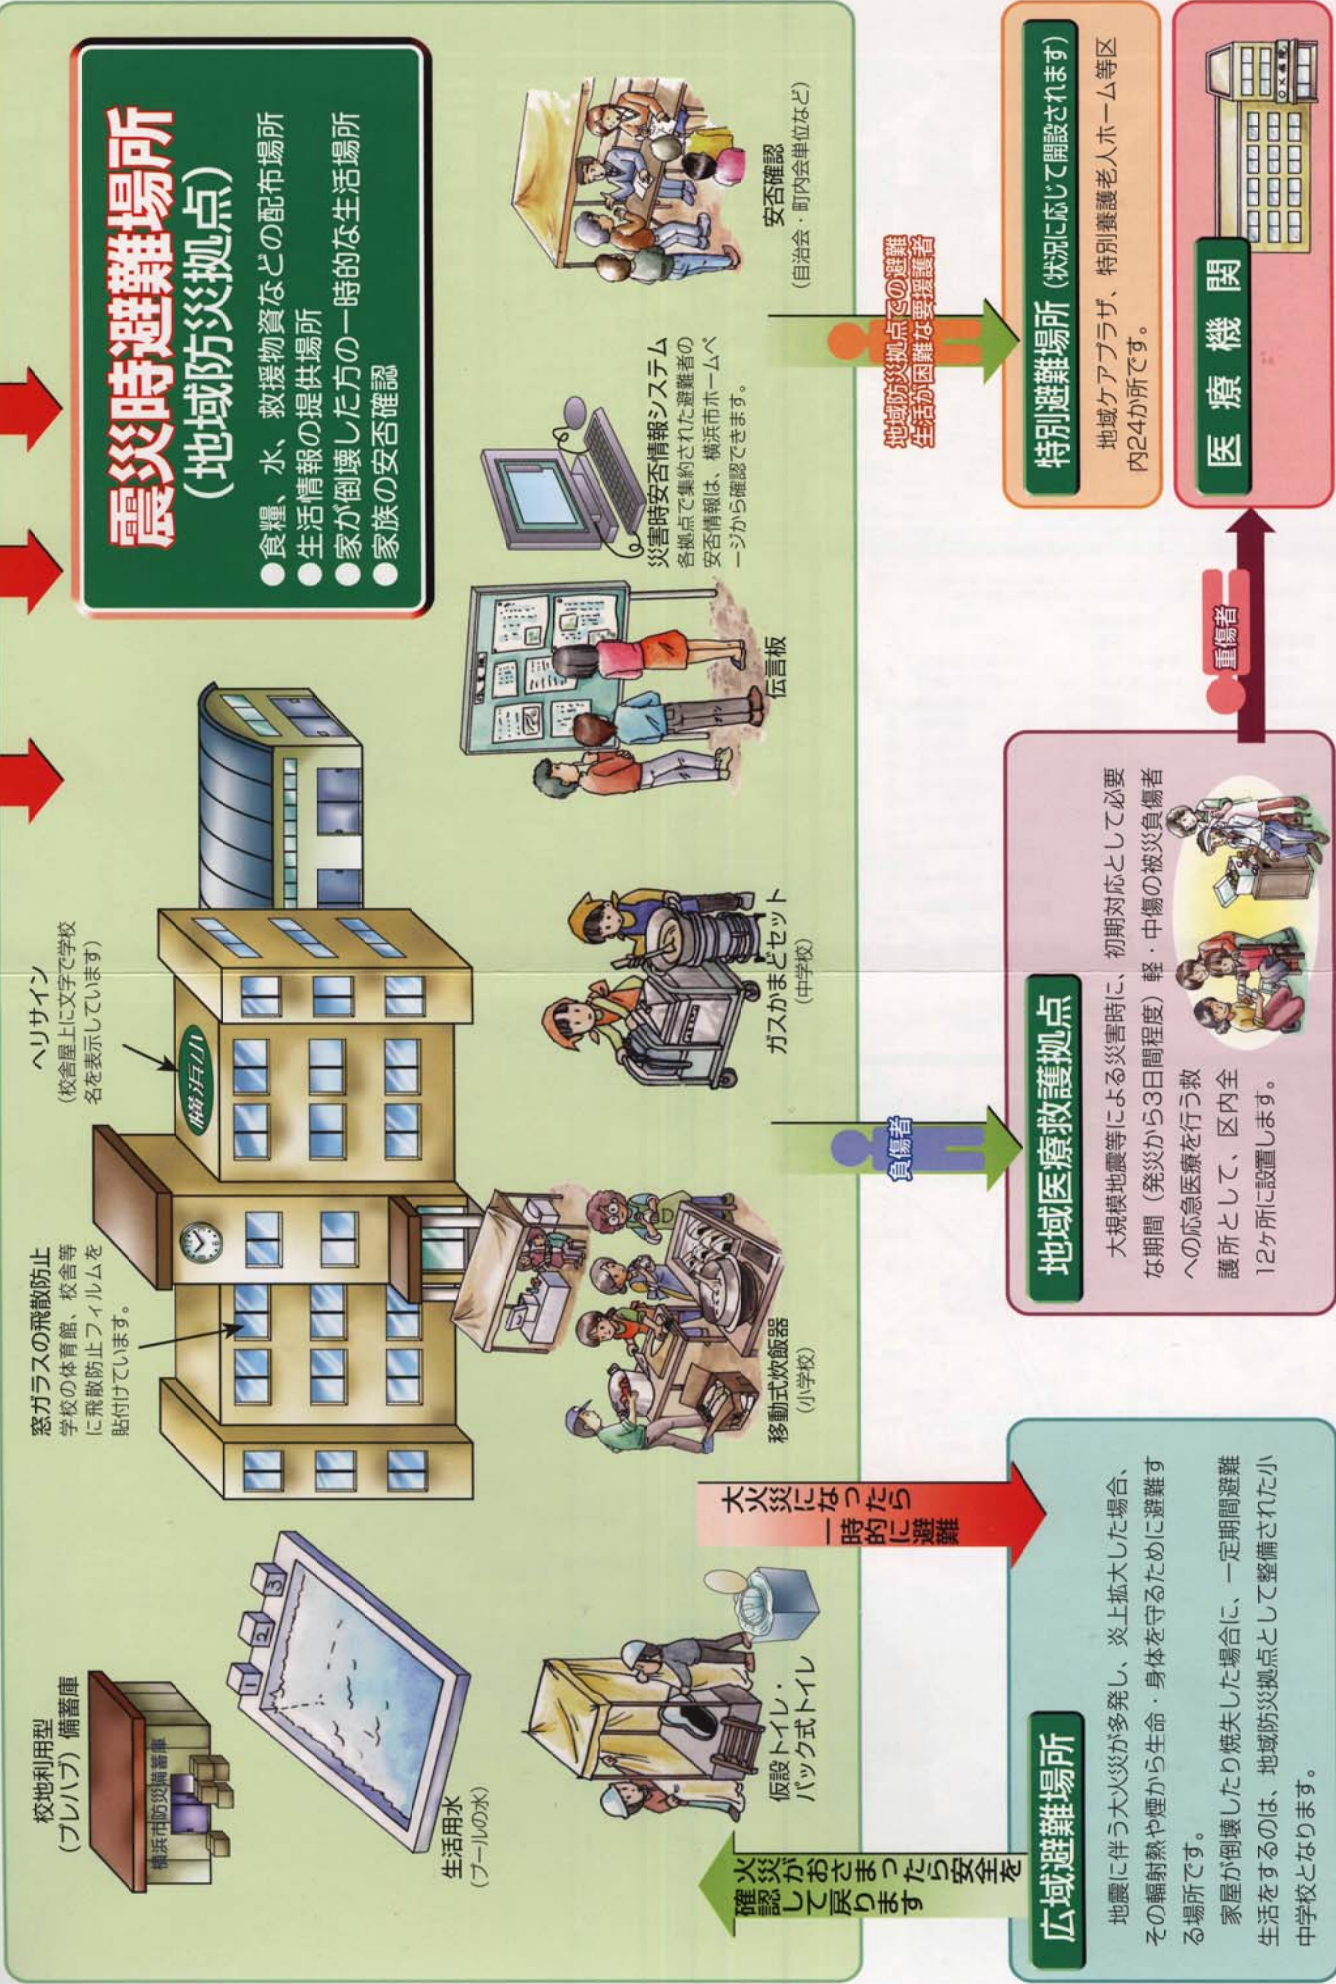 校地利用型
(プレハブ)備蓄庫
横浜市防災備蓄庫
窓ガラスの飛散防止
学校の体育館、校舎等
に飛散防止フィルムを
貼付けています。
ヘリサイン
(校舎屋上に文字で学校
名を表示しています)
横浜小
震災時避難場所
(地域防災拠点)
●食糧、水、救援物資などの配布場所
●生活情報の提供場所
●家が倒壊した方の一時的な生活場所
●家族の安否確認
1
2
3
生活用水
(プールの水)
仮設トイレ・
パック式トイレ
移動式炊飯器
(小学校)
ガスかまどセット
(中学校)
伝言板
災害時安否情報システム
各拠点で集約された避難者の
安否情報は、横浜市ホームペ
ージから確認できます。
安否確認
(自治会・町内会単位など)
火災がおさまったら安全を
確認して戻ります
大火災になったら
一時的に避難
負傷者
地域防災拠点での避難
生活が困難な要援護者
広域避難場所
地震に伴う大火災が多発し、炎上拡大した場合、
その輻射熱や煙から生命・身体を守るために避難す
る場所です。
家屋が倒壊したり焼失した場合に、一定期間避難
生活をするのは、地域防災拠点として整備された小
中学校となります。
地域医療救護拠点
大規模地震等による災害時に、初期対応として必要
な期間(発災から3日間程度)軽・中傷の被災負傷者
への応急医療を行う救
護所として、区内全
12ヶ所に設置します。
重傷者
特別避難場所(状況に応じて開設されます)
地域ケアプラザ、特別養護老人ホーム等区
内24か所です。
医療機関
○×病院